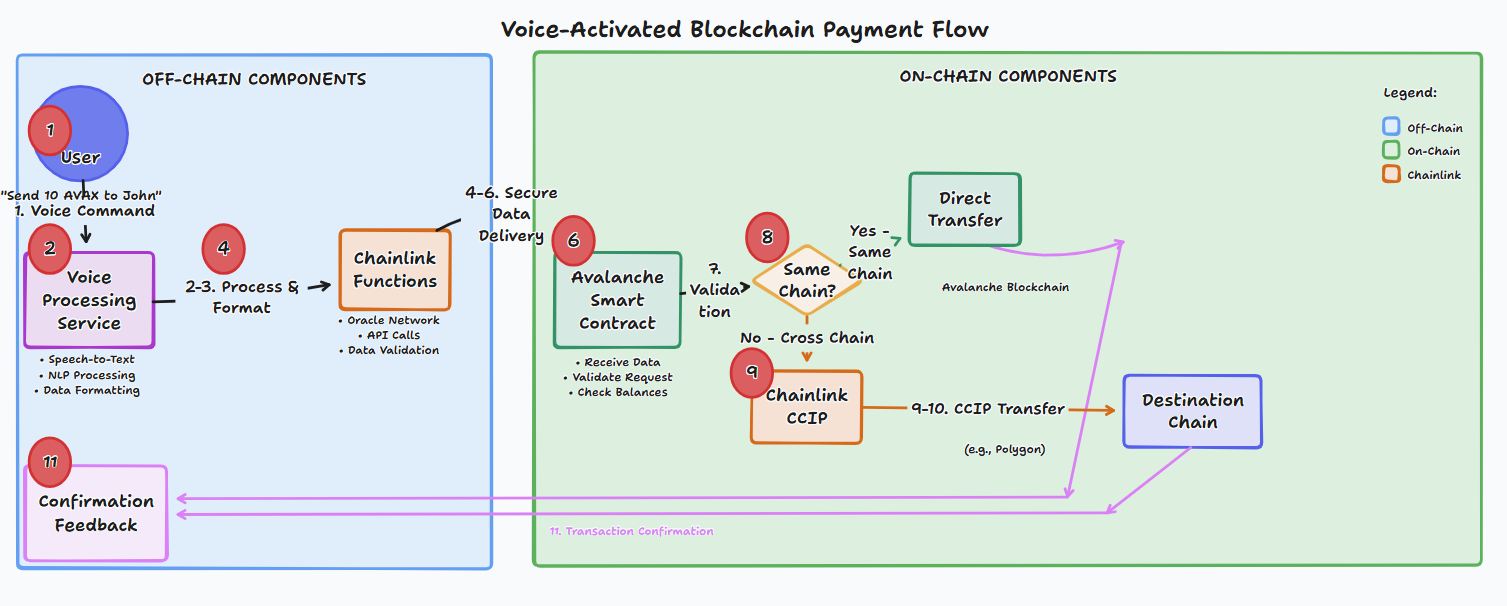 Voice-Activated Blockchain Payment Flow
OFF-CHAIN COMPONENTS
1
User
"Send 10 AVAX to John"
1. Voice Command
2
Voice
Processing
Service
• Speech-to-Text
• NLP Processing
• Data Formatting
4
2-3. Process &
Format
Chainlink
Functions
• Oracle Network
• API Calls
• Data Validation
4-6. Secure
Data
Delivery
11
Confirmation
Feedback
ON-CHAIN COMPONENTS
Legend:
Off-Chain
On-Chain
Chainlink
6
Avalanche
Smart
Contract
• Receive Data
• Validate Request
• Check Balances
7.
Valida
tion
8
Same
Chain?
Yes -
Same
Chain
Direct
Transfer
Avalanche Blockchain
No - Cross Chain
9
Chainlink
CCIP
9-10. CCIP Transfer
(e.g., Polygon)
Destination
Chain
11. Transaction Confirmation